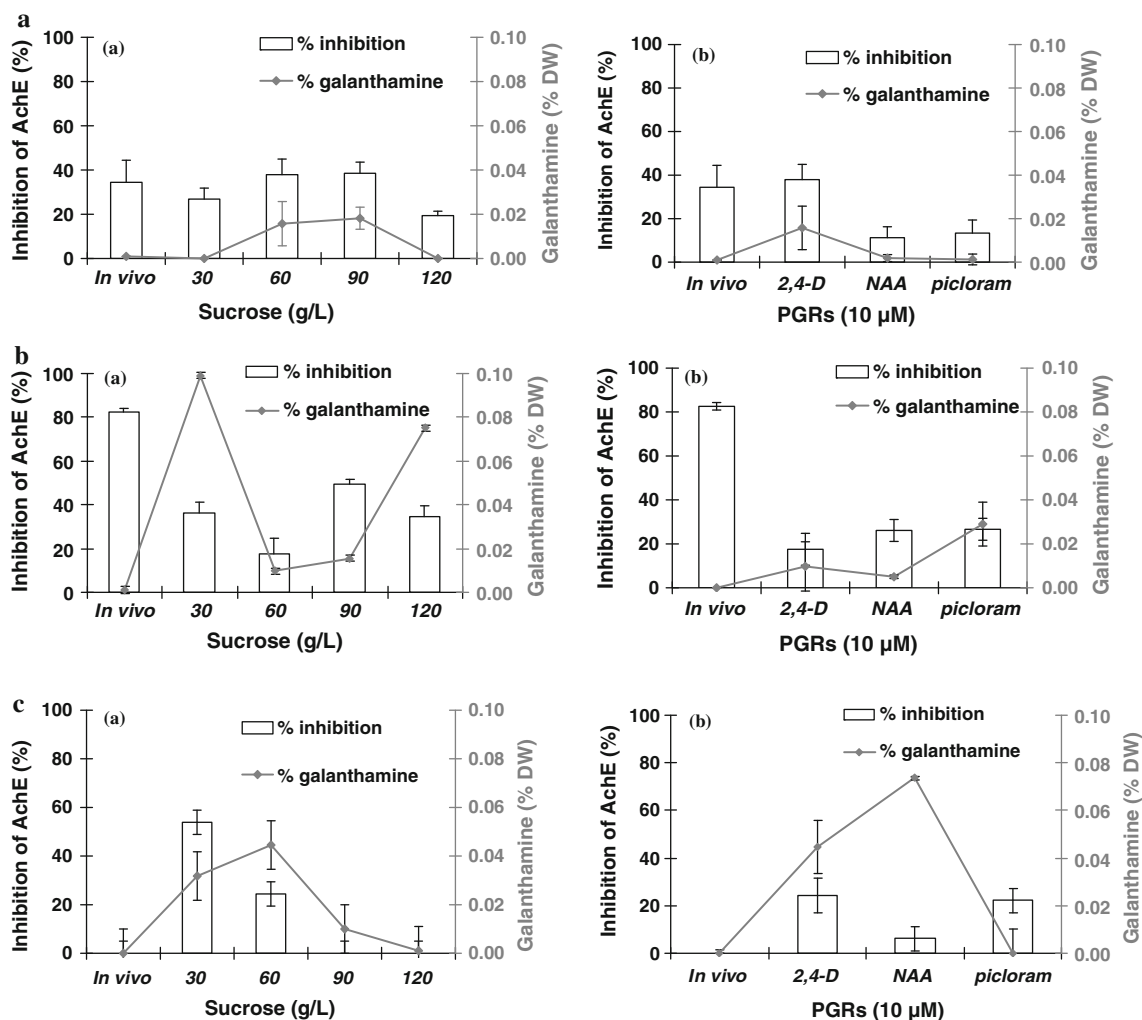 a
(a)
% inhibition
% galanthamine
Inhibition of AchE (%)
100
80
60
40
20
0
Galanthamine (% DW)
0.10
0.08
0.06
0.04
0.02
0.00
In vivo 30 60 90 120
Sucrose (g/L)
(b)
% inhibition
% galanthamine
Inhibition of AchE (%)
100
80
60
40
20
0
Galanthamine (% DW)
0.10
0.08
0.06
0.04
0.02
0.00
In vivo 2,4-D NAA picloram
PGRs (10 µM)
b
(a)
% inhibition
% galanthamine
Inhibition of AchE (%)
100
80
60
40
20
0
Galanthamine (% DW)
0.10
0.08
0.06
0.04
0.02
0.00
In vivo 30 60 90 120
Sucrose (g/L)
(b)
% inhibition
% galanthamine
Inhibition of AchE (%)
100
80
60
40
20
0
Galanthamine (% DW)
0.10
0.08
0.06
0.04
0.02
0.00
In vivo 2,4-D NAA picloram
PGRs (10 µM)
c
(a)
% inhibition
% galanthamine
Inhibition of AchE (%)
100
80
60
40
20
0
Galanthamine (% DW)
0.10
0.08
0.06
0.04
0.02
0.00
In vivo 30 60 90 120
Sucrose (g/L)
(b)
% inhibition
% galanthamine
Inhibition of AchE (%)
100
80
60
40
20
0
Galanthamine (% DW)
0.10
0.08
0.06
0.04
0.02
0.00
In vivo 2,4-D NAA picloram
PGRs (10 µM)